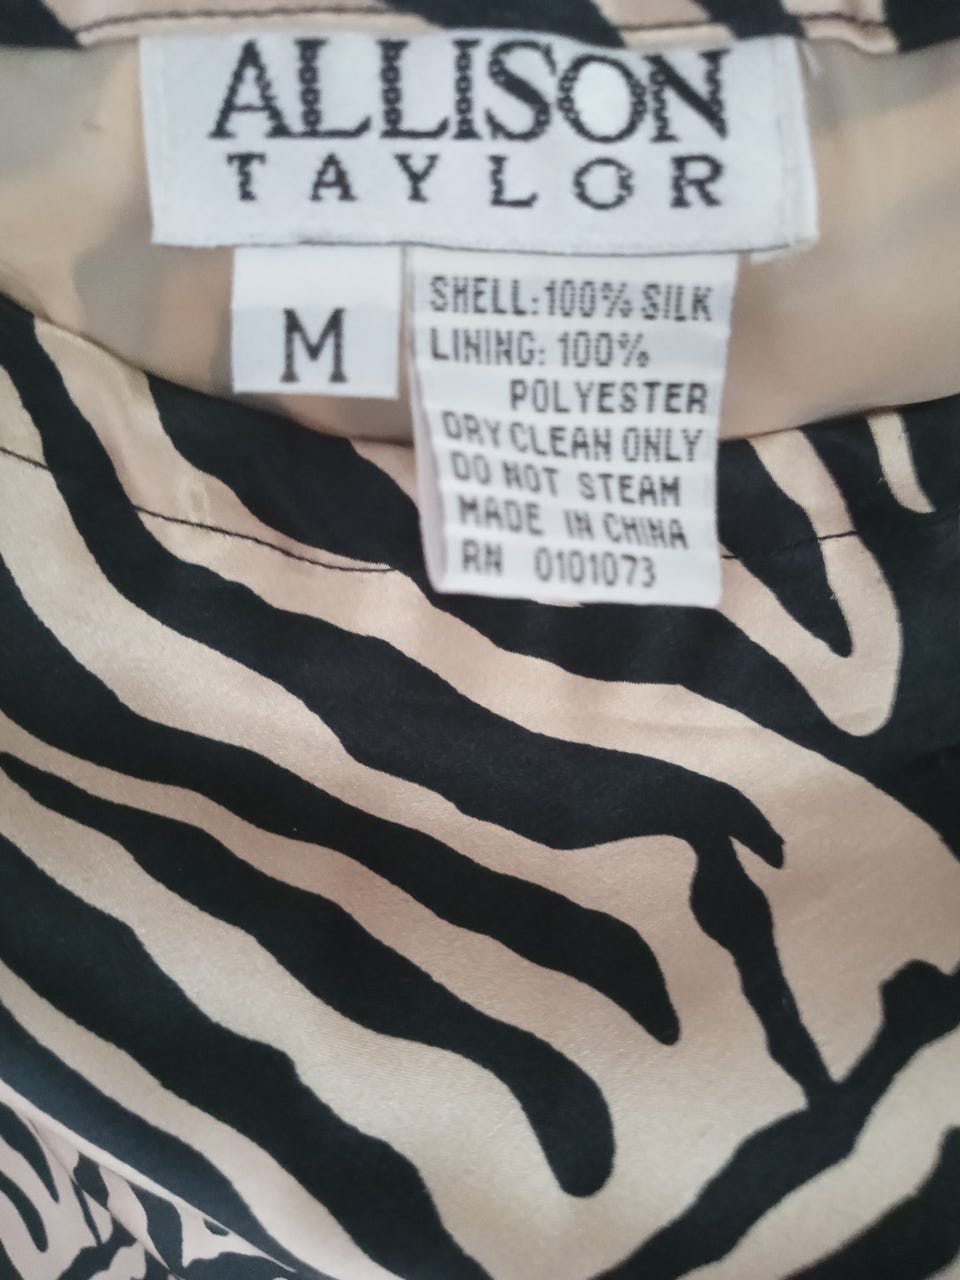 ALLISON
TAYLOR
M
SHELL: 100% SILK
LINING: 100%
POLYESTER
DRY CLEAN ONLY
DO NOT STEAM
MADE IN CHINA
RN 0101073